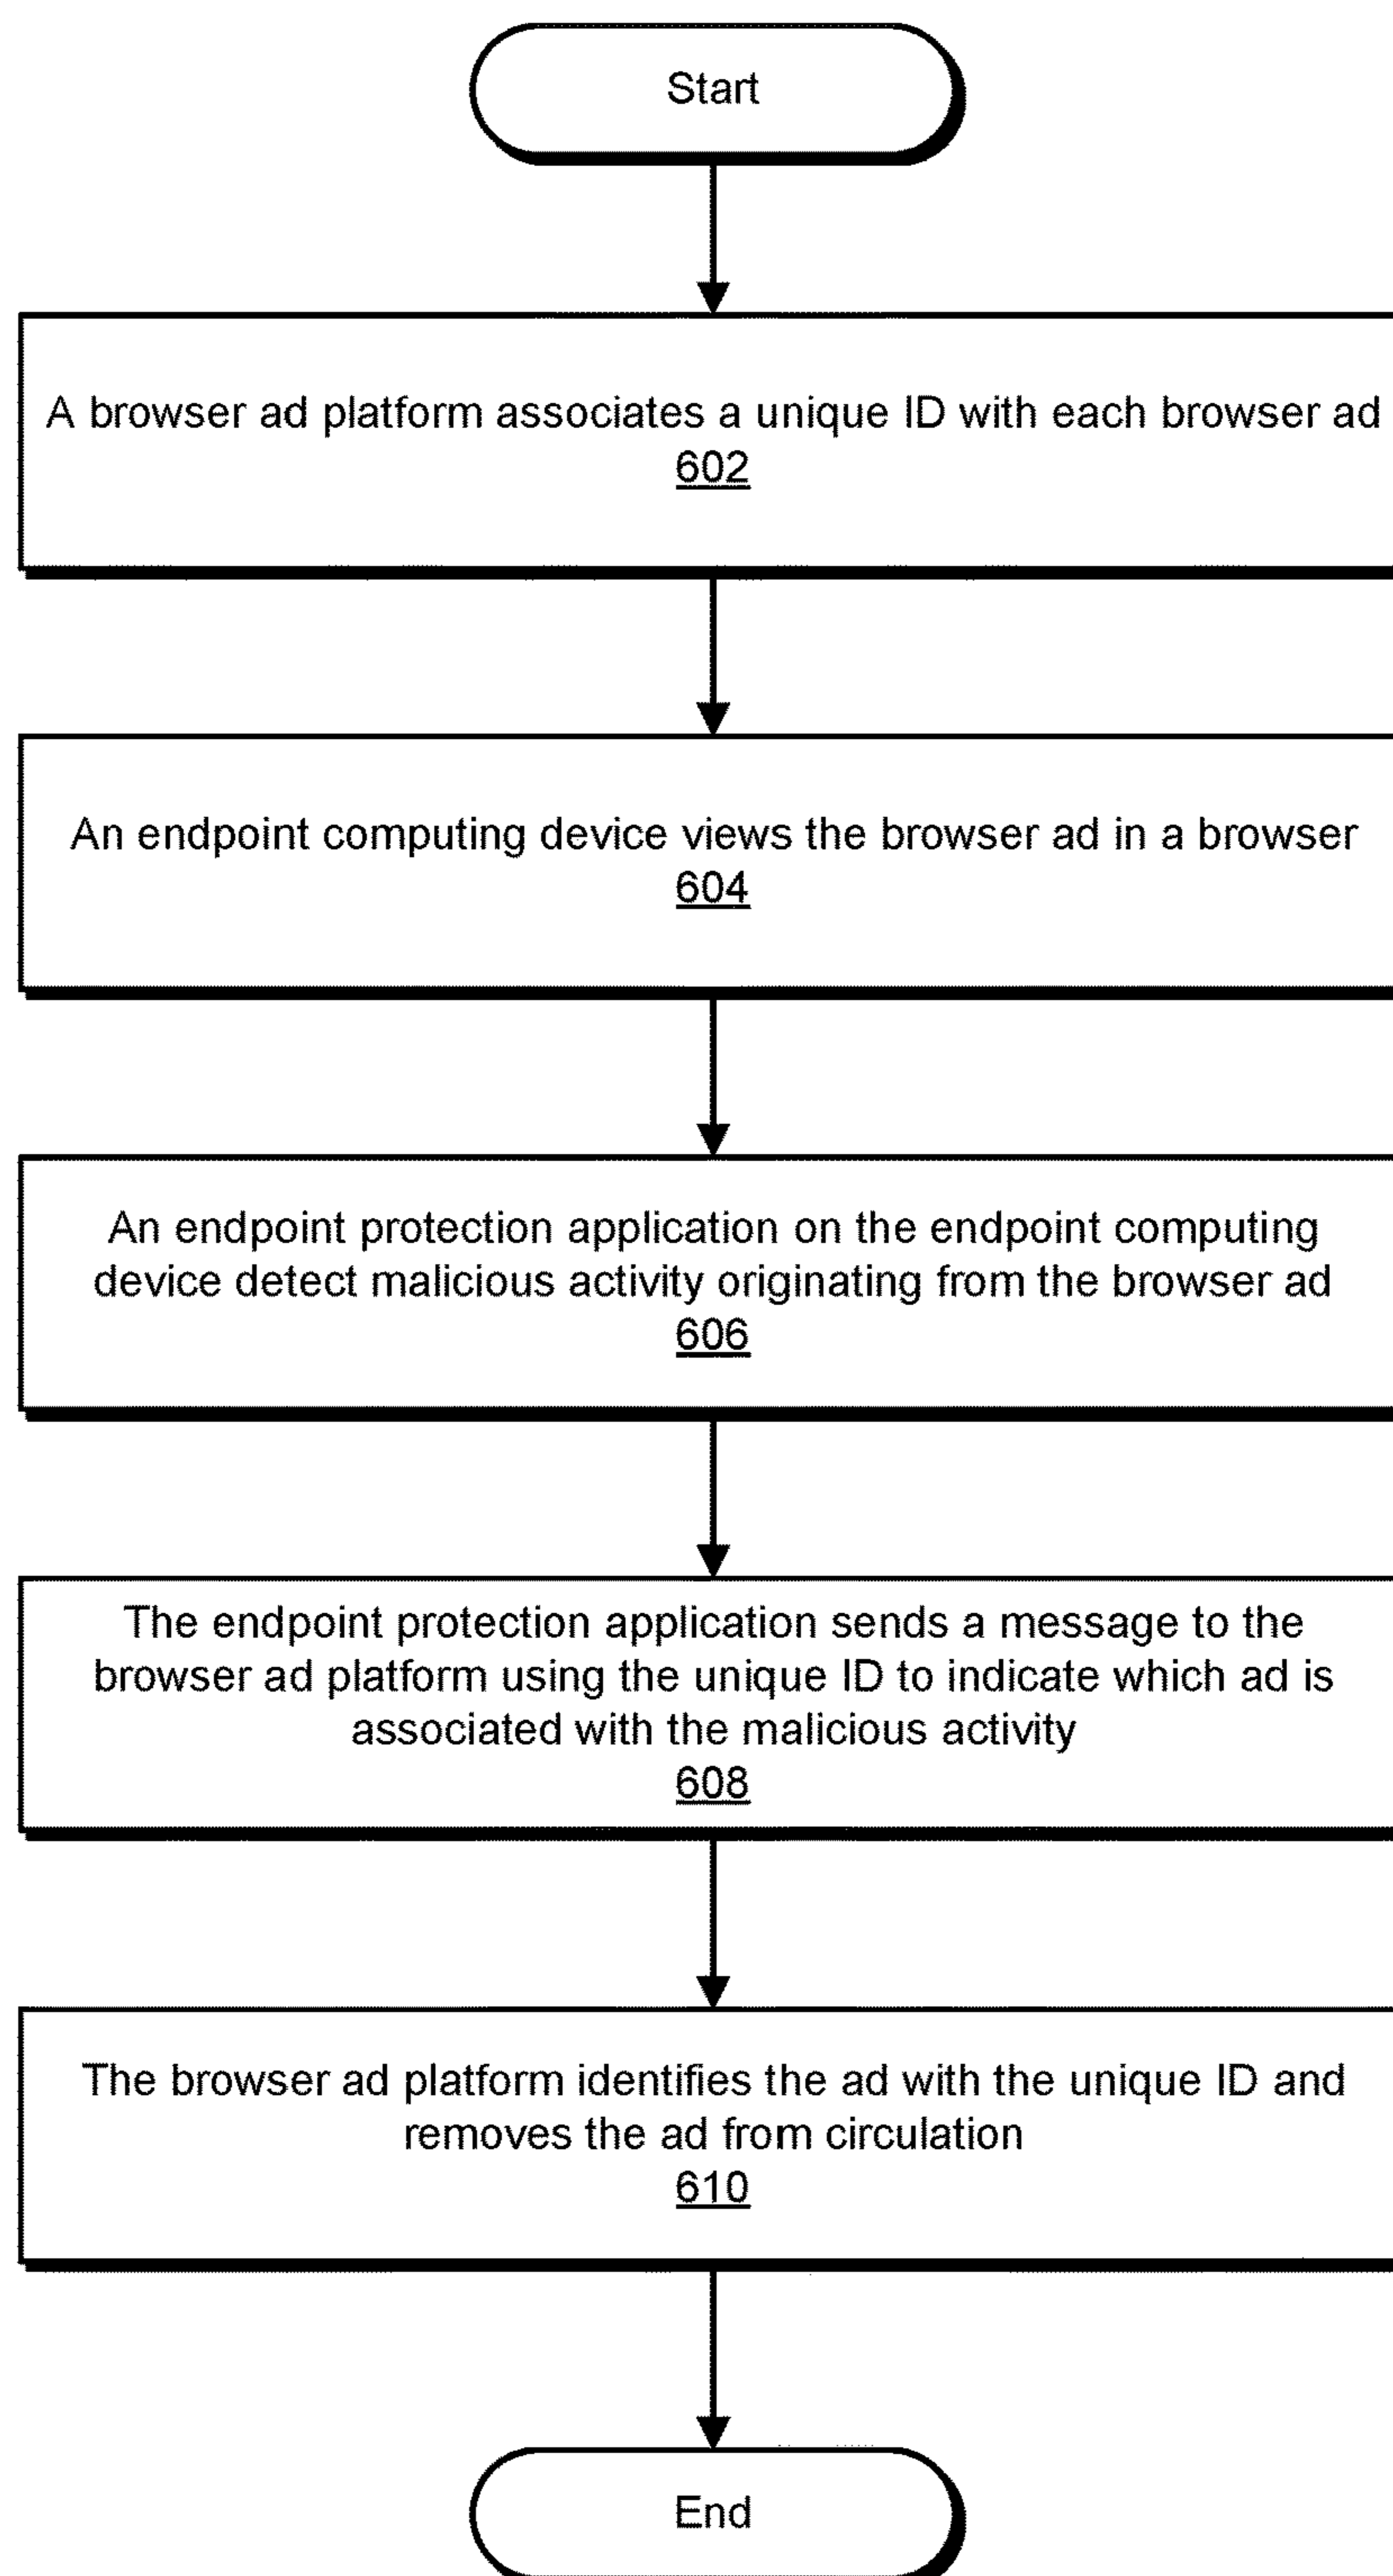 Start
A browser ad platform associates a unique ID with each browser ad
602
An endpoint computing device views the browser ad in a browser
604
An endpoint protection application on the endpoint computing
device detect malicious activity originating from the browser ad
606
The endpoint protection application sends a message to the
browser ad platform using the unique ID to indicate which ad is
associated with the malicious activity
608
The browser ad platform identifies the ad with the unique ID and
removes the ad from circulation
610
End